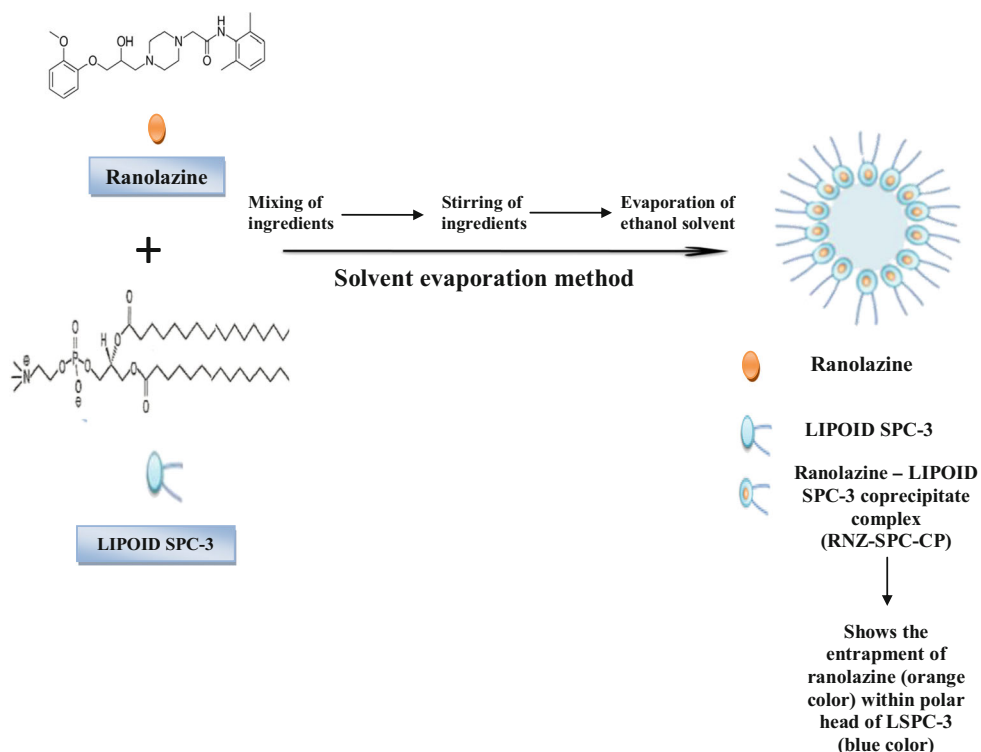 O
OH
O
N
N
O
H
N
Ranolazine
+
Mixing of
ingredients
Stirring of
ingredients
Evaporation of
ethanol solvent
Solvent evaporation method
O
O
H
O
P
O
O
O
O
N
⊕
⊖
O
LIPOID SPC-3
Ranolazine
LIPOID SPC-3
Ranolazine – LIPOID
SPC-3 coprecipitate
complex
(RNZ-SPC-CP)
Shows the
entrapment of
ranolazine (orange
color) within polar
head of LSPC-3
(blue color)